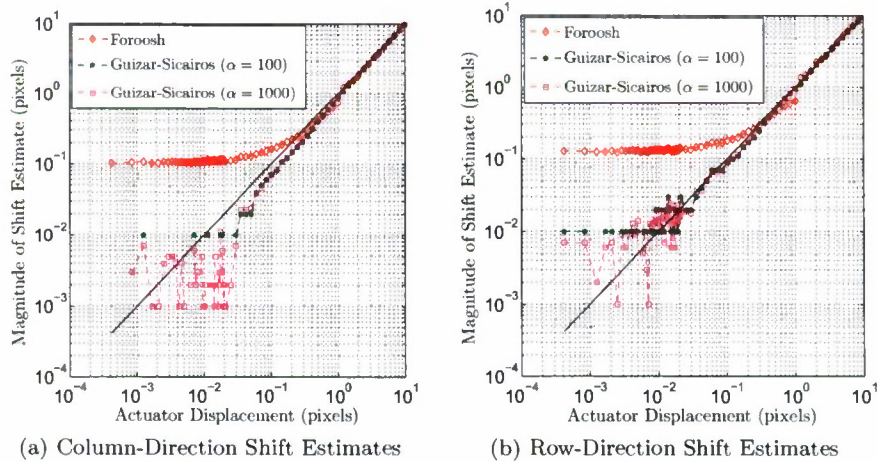 10^1
10^0
10^-1
10^-2
10^-3
10^-4
Magnitude of Shift Estimate (pixels)
Foroosh
Guizar-Sicairos (α = 100)
Guizar-Sicairos (α = 1000)
10^-4 10^-3 10^-2 10^-1 10^0 10^1
Actuator Displacement (pixels)
(a) Column-Direction Shift Estimates
10^1
10^0
10^-1
10^-2
10^-3
10^-4
Magnitude of Shift Estimate (pixels)
Foroosh
Guizar-Sicairos (α = 100)
Guizar-Sicairos (α = 1000)
10^-4 10^-3 10^-2 10^-1 10^0 10^1
Actuator Displacement (pixels)
(b) Row-Direction Shift Estimates